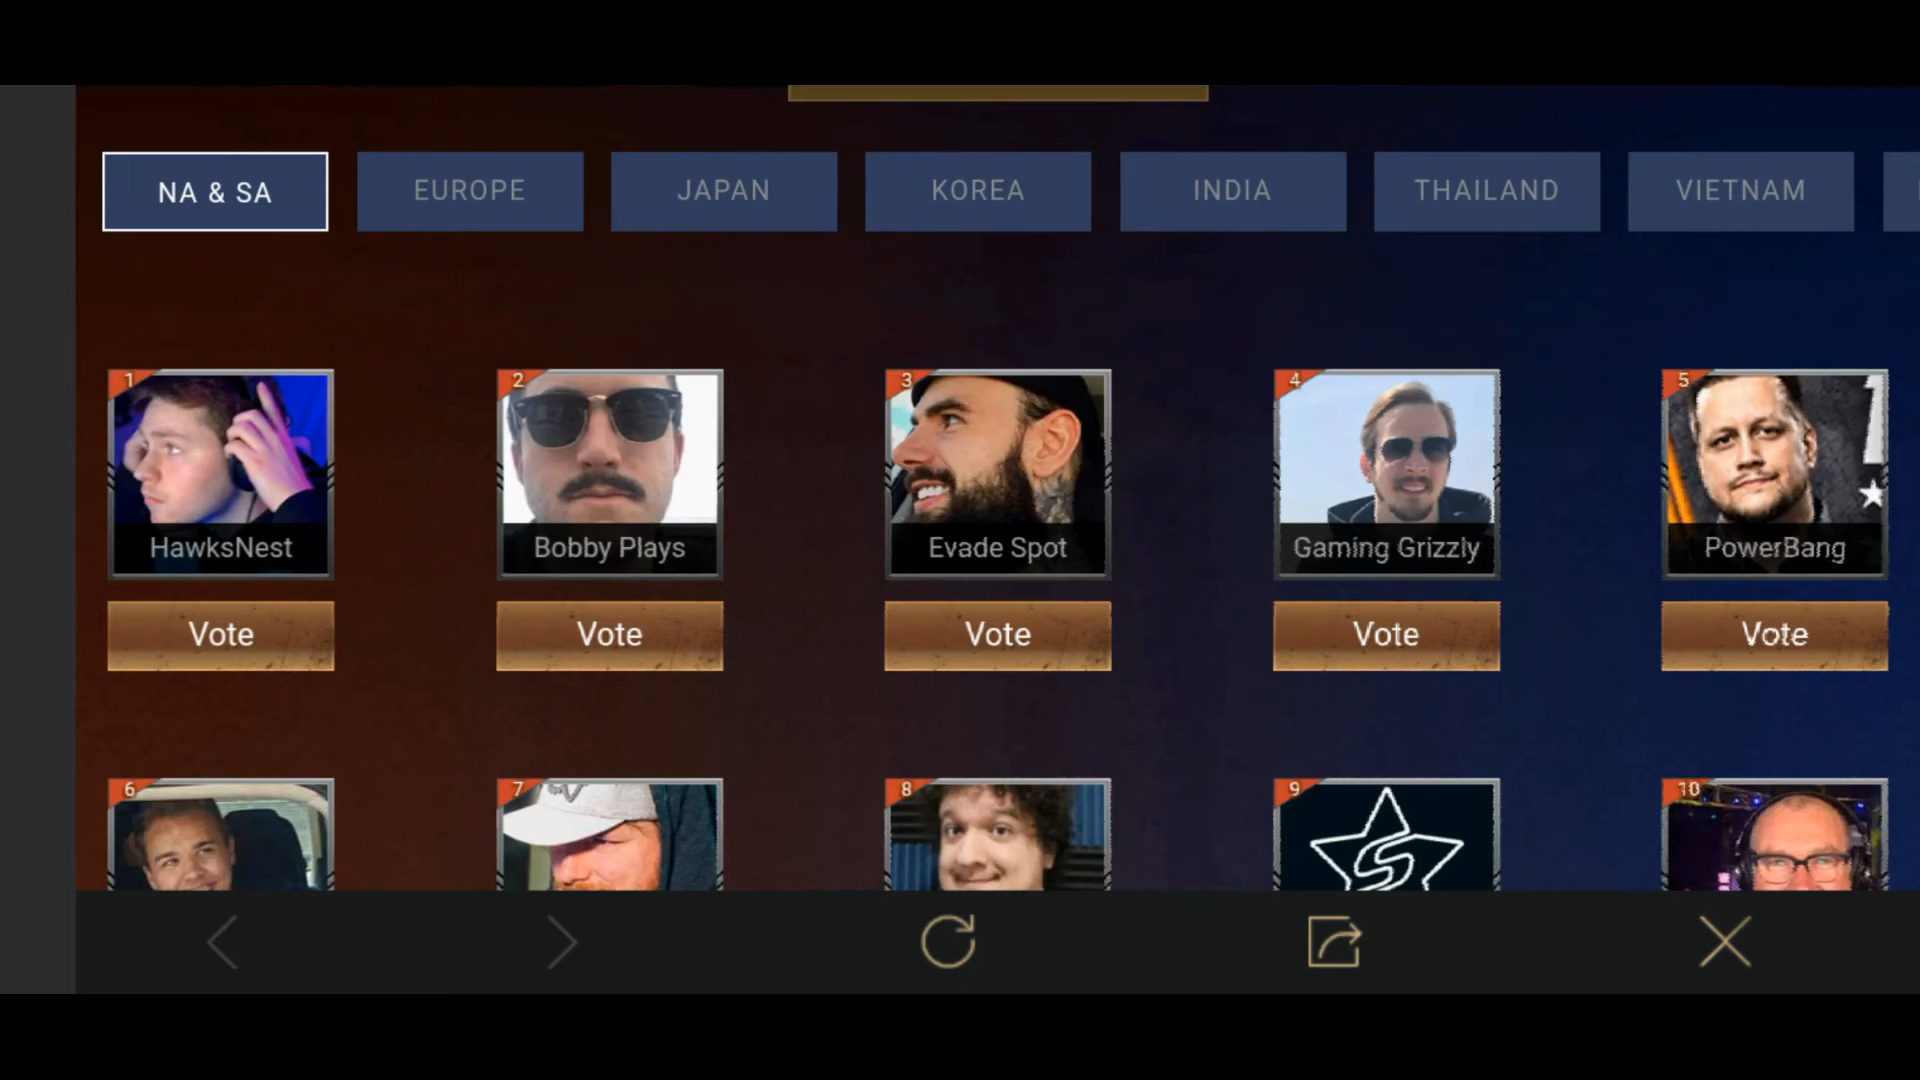 NA & SA
EUROPE
JAPAN
KOREA
INDIA
THAILAND
VIETNAM
1
2
3
4
5
HawksNest
Bobby Plays
Evade Spot
Gaming Grizzly
PowerBang
Vote
Vote
Vote
Vote
Vote
6
7
8
9
10
S